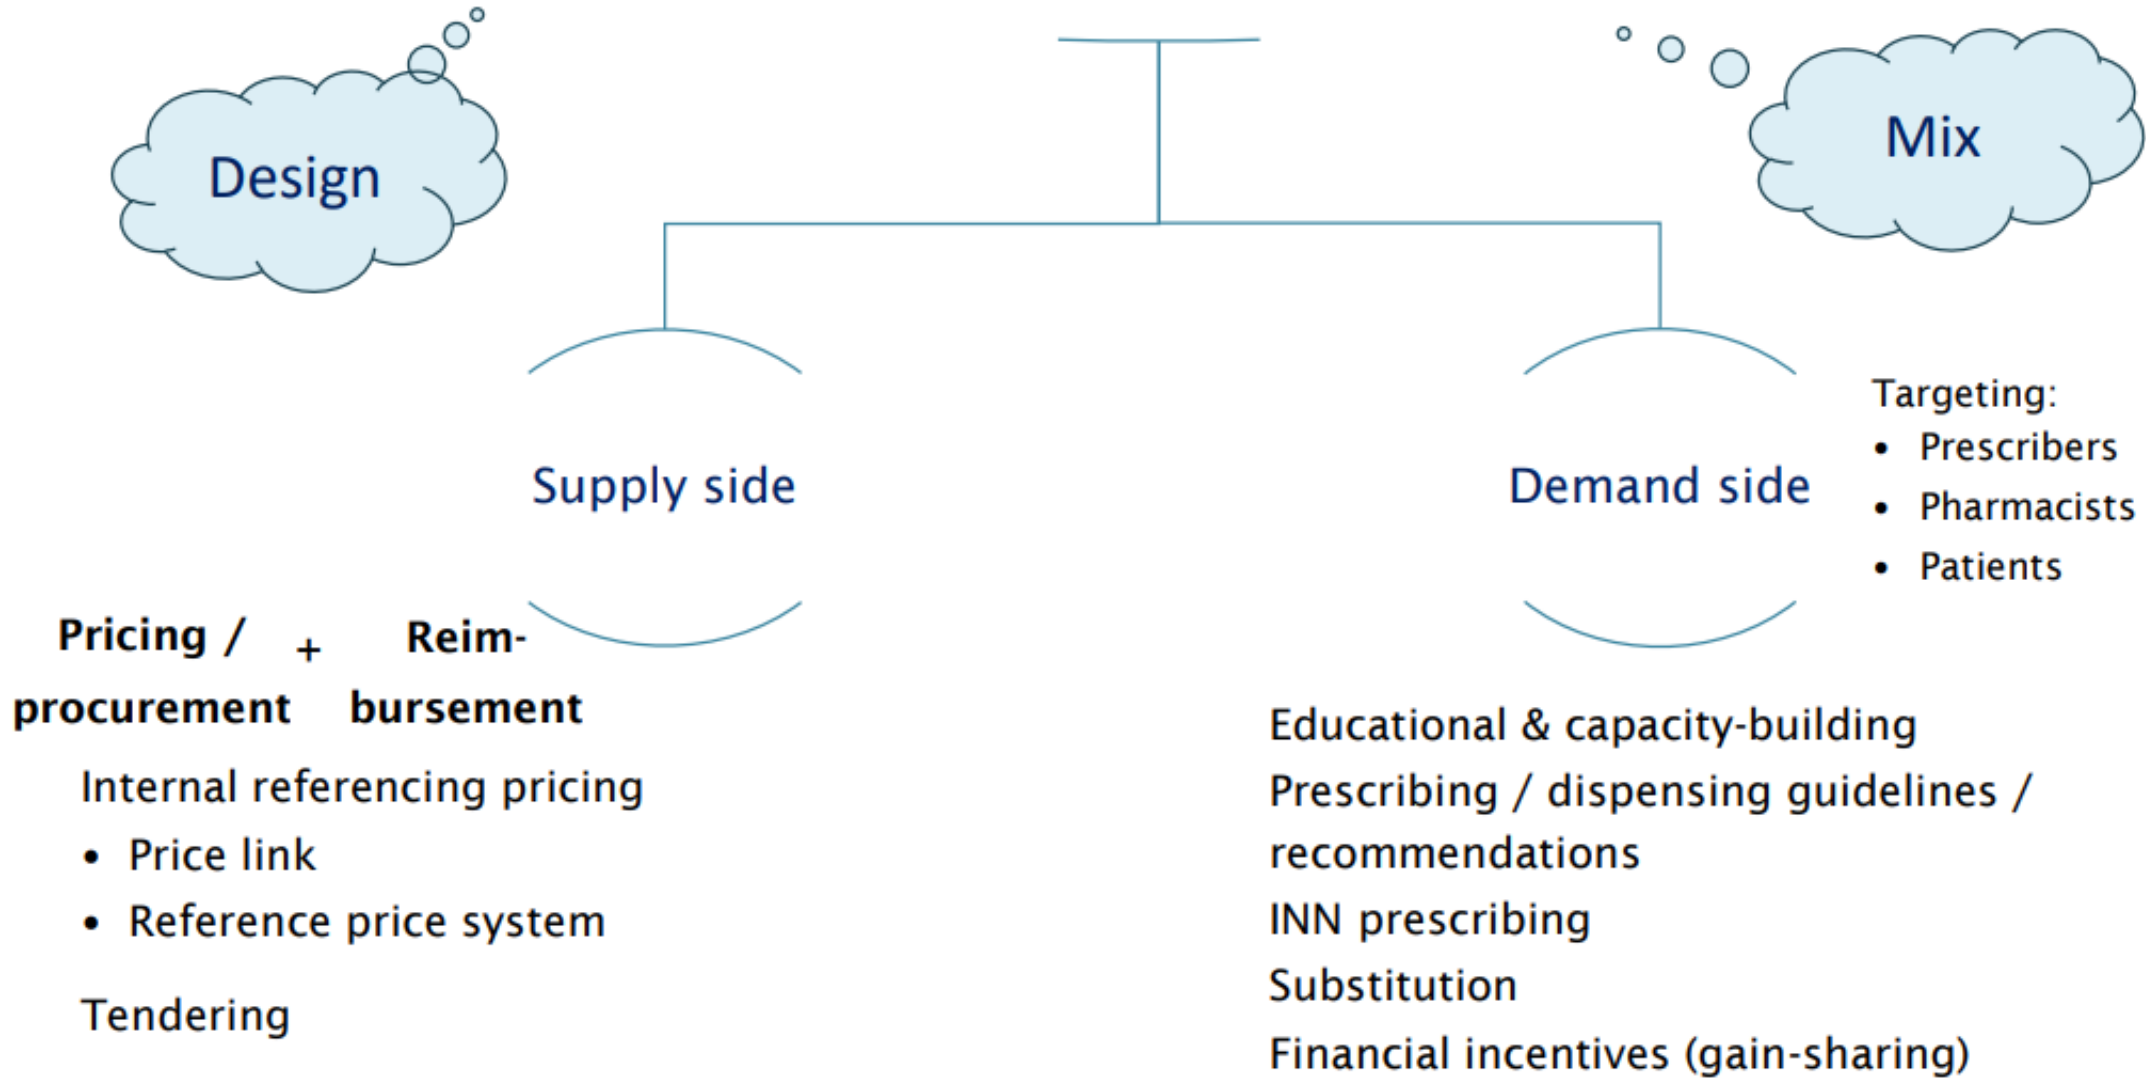 Design
Mix
Supply side
Demand side
Targeting:
• Prescribers
• Pharmacists
• Patients
Pricing / + Reim-
procurement bursement
Internal referencing pricing
• Price link
• Reference price system
Tendering
Educational & capacity-building
Prescribing / dispensing guidelines /
recommendations
INN prescribing
Substitution
Financial incentives (gain-sharing)